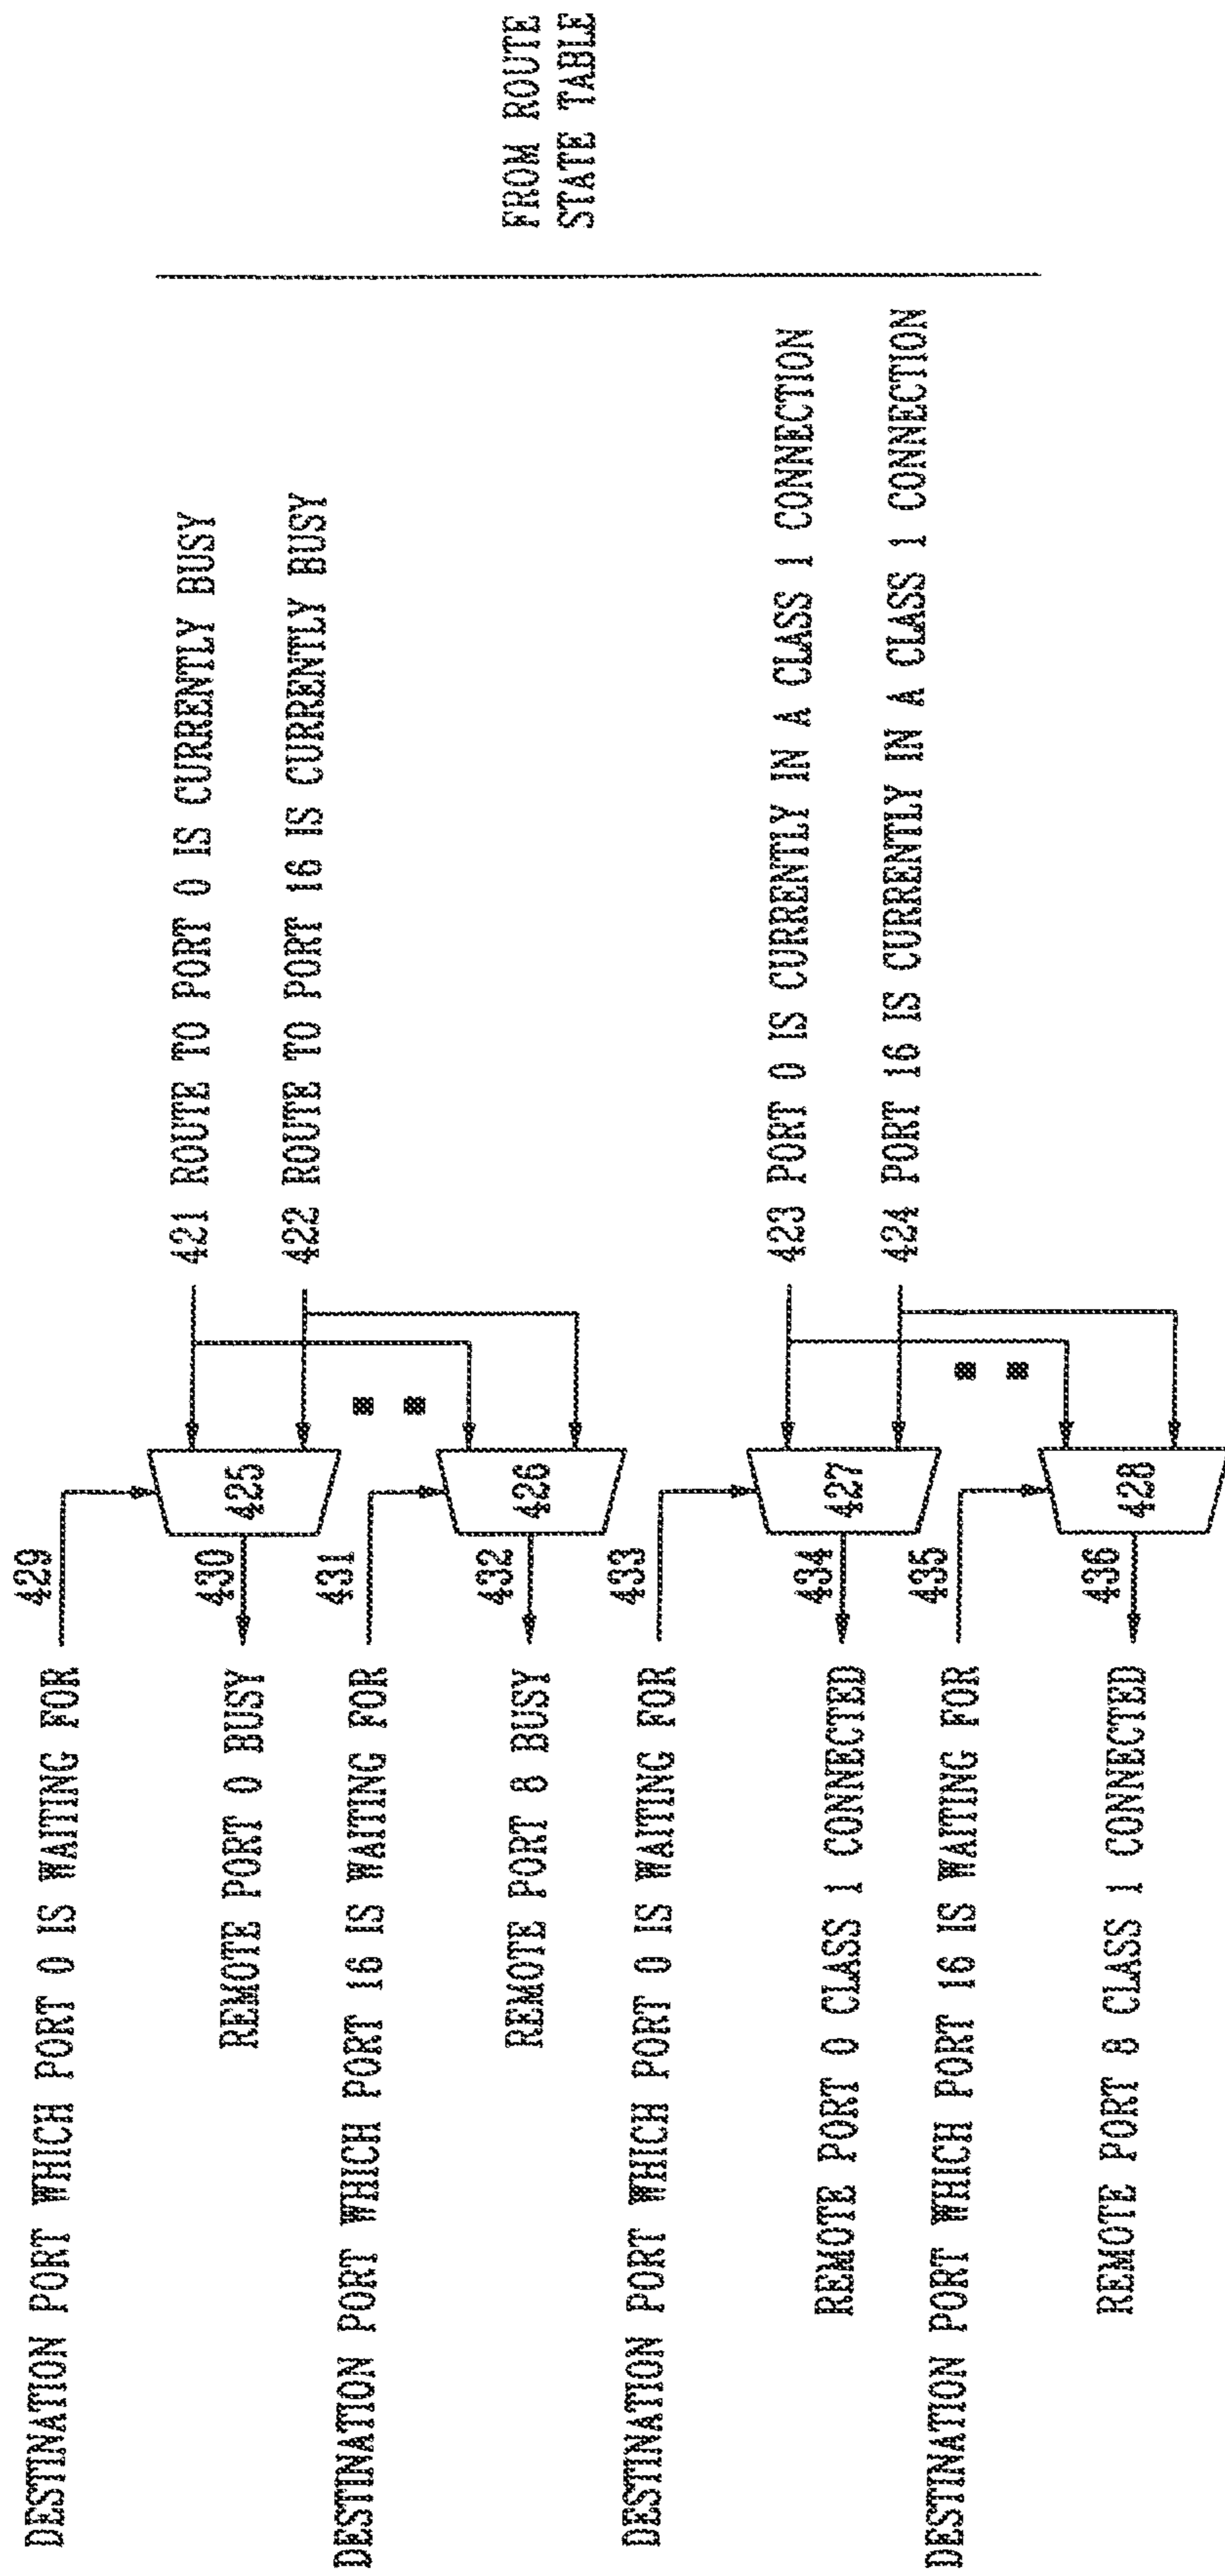 DESTINATION PORT WHICH PORT 0 IS WAITING FOR
429
425
421 ROUTE TO PORT 0 IS CURRENTLY BUSY
REMOTE PORT 0 BUSY
430
422 ROUTE TO PORT 16 IS CURRENTLY BUSY
DESTINATION PORT WHICH PORT 16 IS WAITING FOR
431
426
REMOTE PORT 8 BUSY
432
FROM ROUTE
STATE TABLE
DESTINATION PORT WHICH PORT 0 IS WAITING FOR
433
427
423 PORT 0 IS CURRENTLY IN A CLASS 1 CONNECTION
REMOTE PORT 0 CLASS 1 CONNECTED
434
424 PORT 16 IS CURRENTLY IN A CLASS 1 CONNECTION
DESTINATION PORT WHICH PORT 16 IS WAITING FOR
435
428
REMOTE PORT 8 CLASS 1 CONNECTED
436